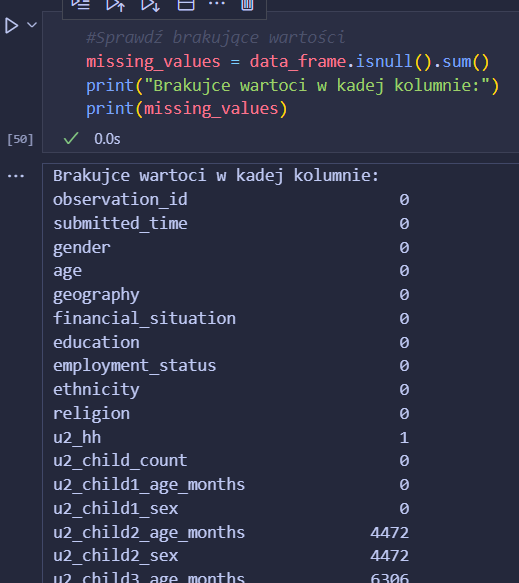 #Sprawdź brakujące wartości
missing_values = data_frame.isnull().sum()
print("Brakujce wartoci w kadej kolumnie:")
print(missing_values)
[50]
0.0s
Brakujce wartoci w kadej kolumnie:
observation_id 0
submitted_time 0
gender 0
age 0
geography 0
financial_situation 0
education 0
employment_status 0
ethnicity 0
religion 0
u2_hh 1
u2_child_count 0
u2_child1_age_months 0
u2_child1_sex 0
u2_child2_age_months 4472
u2_child2_sex 4472
u2_child3_age_months 6306